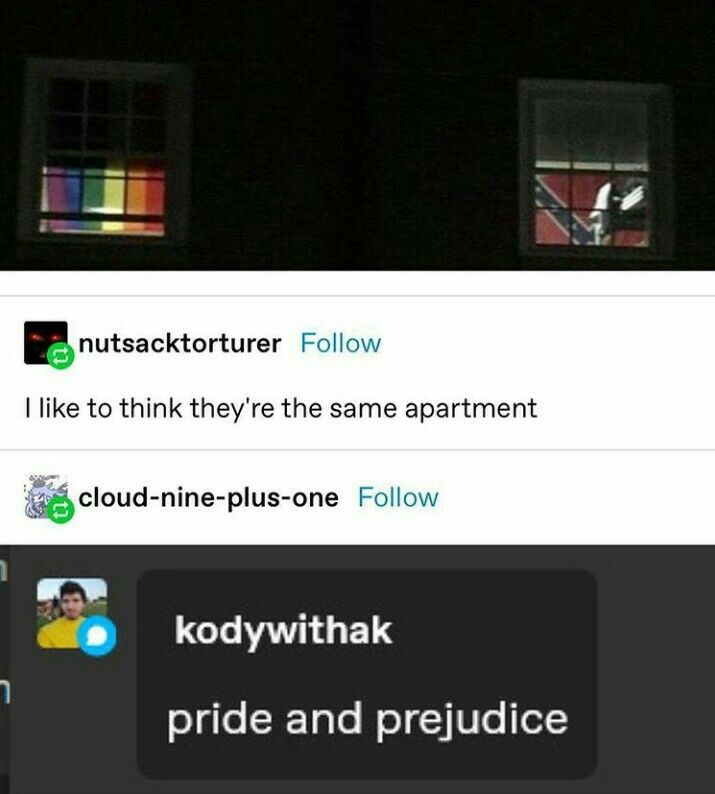 nutsacktorturer Follow
I like to think they're the same apartment
cloud-nine-plus-one Follow
kodywithak
pride and prejudice